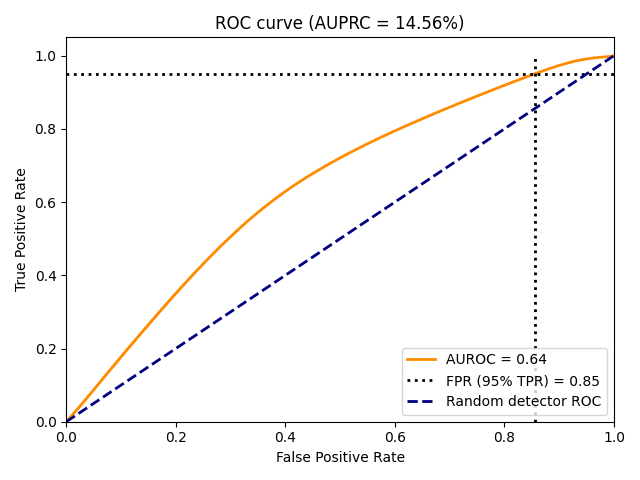 ROC curve (AUPRC = 14.56%)
True Positive Rate
1.0
0.8
0.6
0.4
0.2
0.0
0.0 0.2 0.4 0.6 0.8 1.0
False Positive Rate
AUROC = 0.64
FPR (95% TPR) = 0.85
Random detector ROC